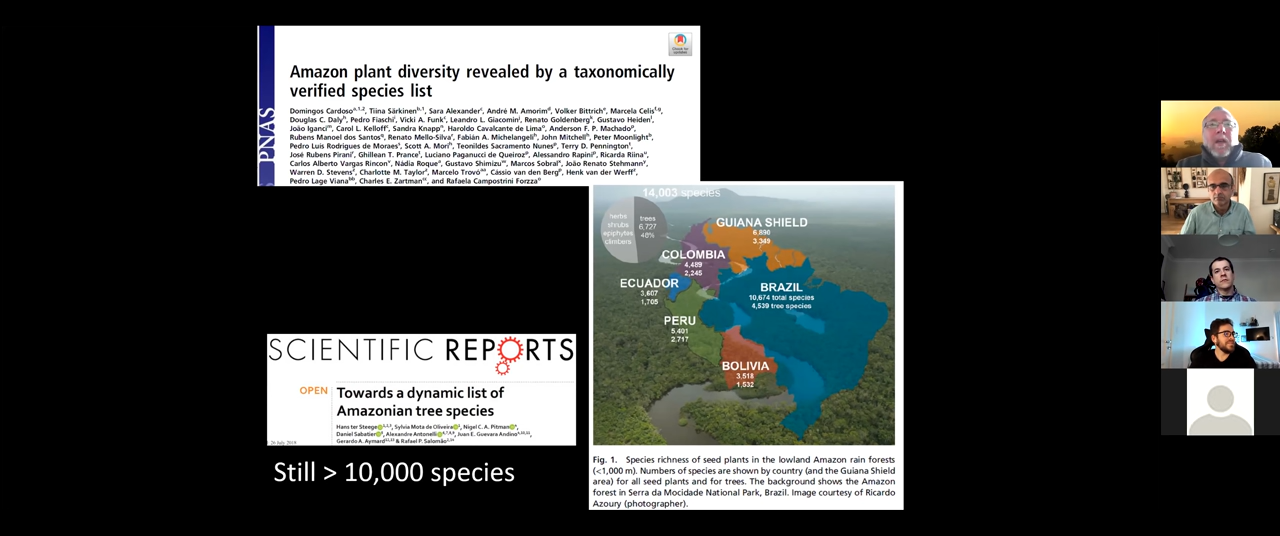 PNAS
Check for updates
Amazon plant diversity revealed by a taxonomically
verified species list
Domingos Cardoso, Tiina Särkinen, Sara Alexander, André M. Amorim, Volker Bittrich, Marcela Celis,
Douglas C. Daly, Pedro Fiaschi, Vicki A. Funk, Leandro L. Giacomin, Renato Goldenberg, Gustavo Heiden,
João Iganci, Carol L. Kelloff, Sandra Knapp, Haroldo Cavalcante de Lima, Anderson F. P. Machado,
Rubens Manoel dos Santos, Renato Mello-Silva, Fabián A. Michelangeli, John Mitchell, Peter Moonlight,
Pedro Luís Rodrigues de Moraes, Scott A. Mori, Teonildes Sacramento Nunes, Terry D. Pennington,
José Rubens Pirani, Ghillean T. Prance, Luciano Paganucci de Queiroz, Alessandro Rapini, Ricarda Riina,
Carlos Alberto Vargas Rincon, Nádia Roque, Gustavo Shimizu, Marcos Sobral, João Renato Stehmann,
Warren D. Stevens, Charlotte M. Taylor, Marcelo Trovó, Cássio van den Berg, Henk van der Werff,
Pedro Lage Viana, Charles E. Zartman, and Rafaela Campostrini Forzza
14,003 species
herbs
shrubs
epiphytes
climbers
trees
6,727
48%
GUIANA SHIELD
6,890
3,349
COLOMBIA
4,489
2,245
ECUADOR
3,607
1,705
BRAZIL
10,674 total species
4,539 tree species
PERU
5,401
2,717
BOLIVIA
3,518
1,532
SCIENTIFIC REPORTS
OPEN
Towards a dynamic list of
Amazonian tree species
Hans ter Steege, Sylvia Mota de Oliveira, Nigel C. A. Pitman,
Daniel Sabatier, Alexandre Antonelli, Juan E. Guevara Andino,
Gerardo A. Aymard & Rafael P. Salomão
26 July 2018
Still > 10,000 species
Fig. 1. Species richness of seed plants in the lowland Amazon rain forests
(<1,000 m). Numbers of species are shown by country (and the Guiana Shield
area) for all seed plants and for trees. The background shows the Amazon
forest in Serra da Mocidade National Park, Brazil. Image courtesy of Ricardo
Azoury (photographer).